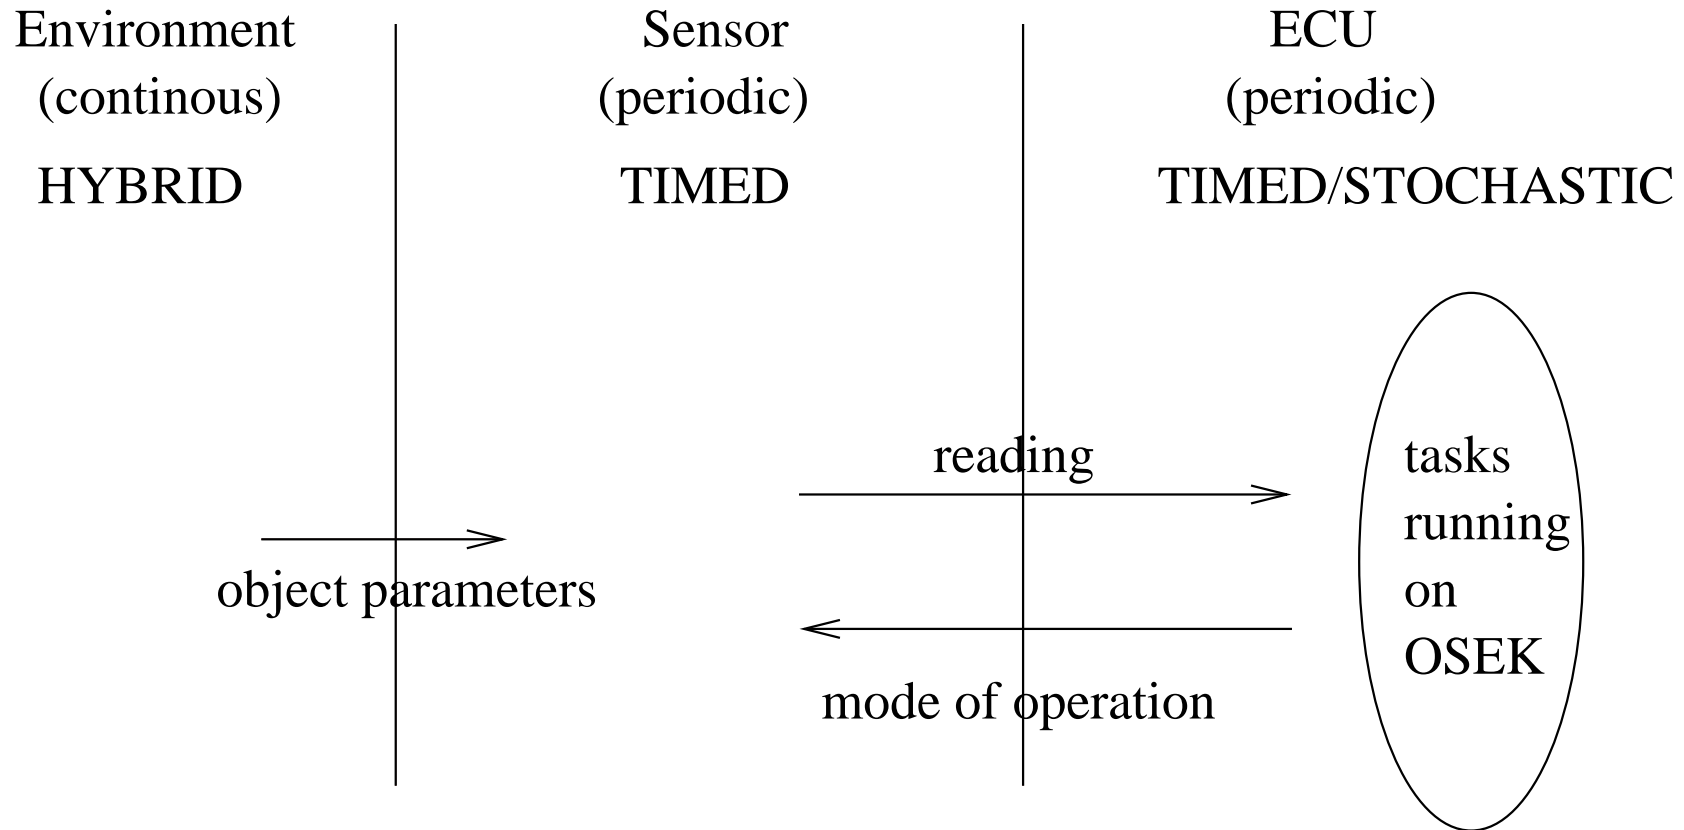 Environment
(continous)
HYBRID
Sensor
(periodic)
TIMED
ECU
(periodic)
TIMED/STOCHASTIC
object parameters
reading
mode of operation
tasks
running
on
OSEK